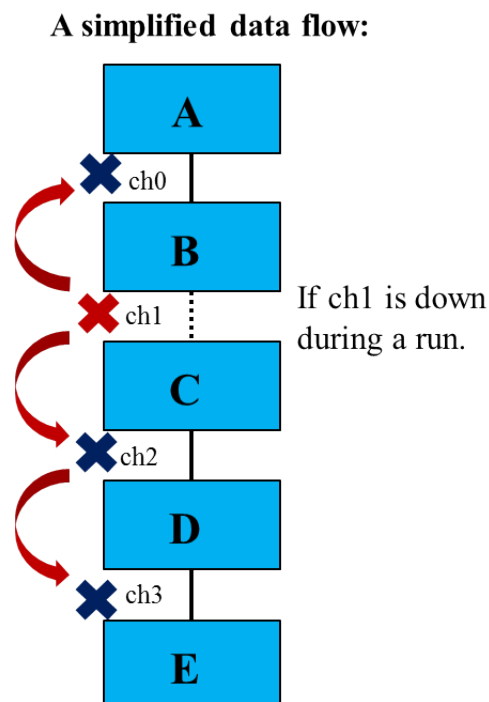 A simplified data flow:
A
ch0
B
ch1
If ch1 is down
during a run.
C
ch2
D
ch3
E